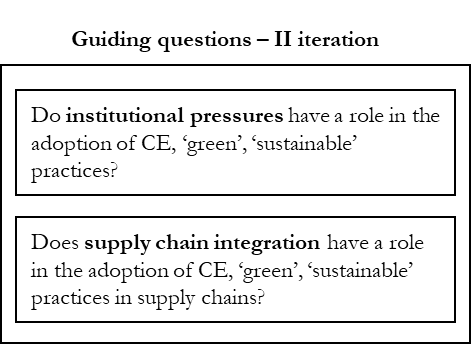 Guiding questions – II iteration
Do institutional pressures have a role in the
adoption of CE, ‘green’, ‘sustainable’
practices?
Does supply chain integration have a role
in the adoption of CE, ‘green’, ‘sustainable’
practices in supply chains?